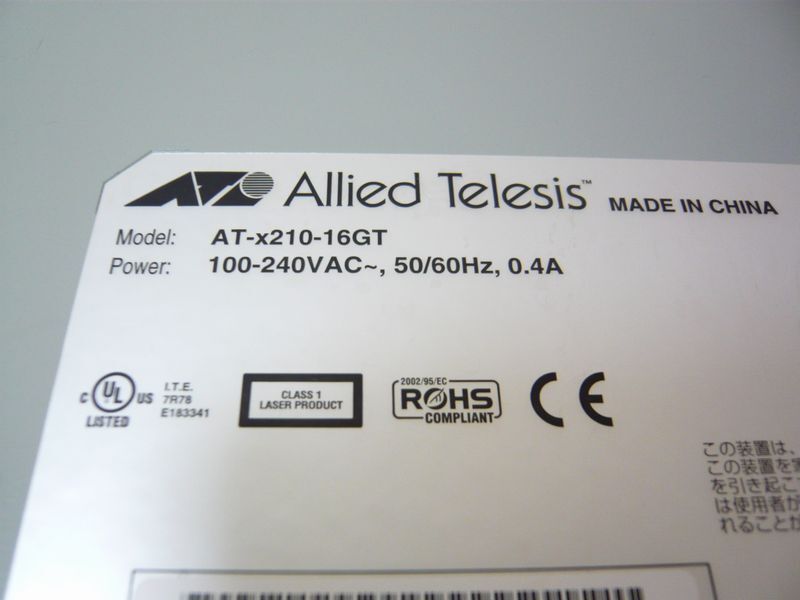 Allied Telesis™ MADE IN CHINA
Model: AT-x210-16GT
Power: 100-240VAC~, 50/60Hz, 0.4A
C UL US
LISTED
I.T.E.
7R78
E183341
CLASS 1
LASER PRODUCT
2002/95/EC
ROHS
COMPLIANT
CE
この装置は、
この装置を家
を引き起こ
は使用者が
れることが